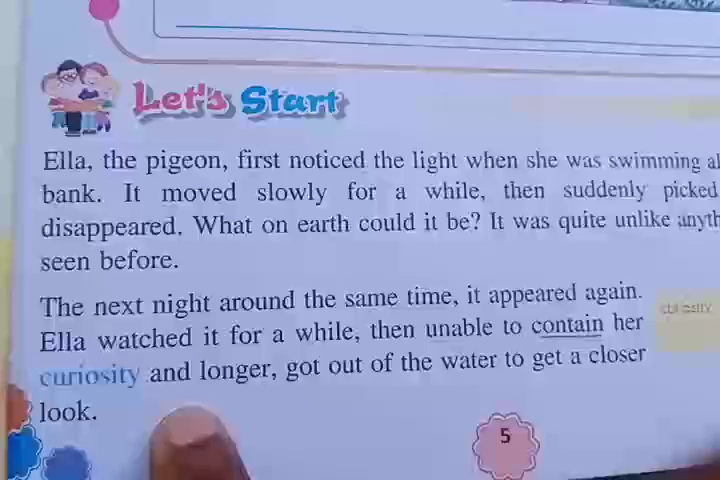 Let's Start
Ella, the pigeon, first noticed the light when she was swimming
bank. It moved slowly for a while, then suddenly picked
disappeared. What on earth could it be? It was quite unlike
seen before.
The next night around the same time, it appeared again.
Ella watched it for a while, then unable to contain her
curiosity and longer, got out of the water to get a closer
look.
5